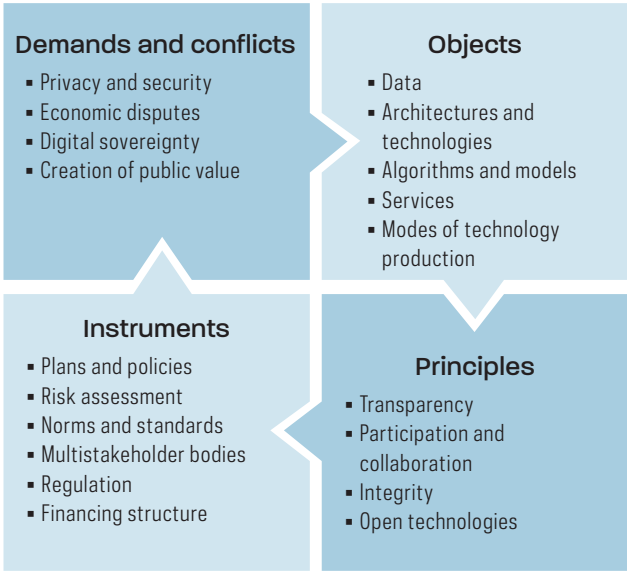 Demands and conflicts
▪ Privacy and security
▪ Economic disputes
▪ Digital sovereignty
▪ Creation of public value
Objects
▪ Data
▪ Architectures and
technologies
▪ Algorithms and models
▪ Services
▪ Modes of technology
production
Instruments
▪ Plans and policies
▪ Risk assessment
▪ Norms and standards
▪ Multistakeholder bodies
▪ Regulation
▪ Financing structure
Principles
▪ Transparency
▪ Participation and
collaboration
▪ Integrity
▪ Open technologies